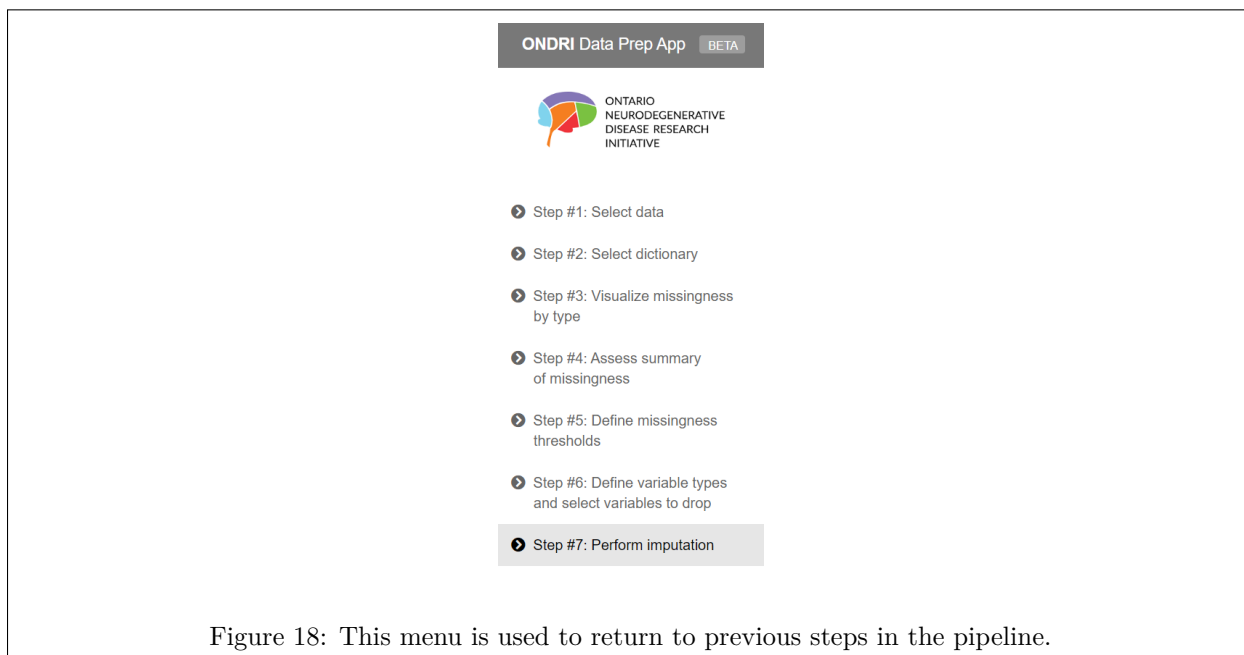 ONDRI Data Prep App BETA
ONTARIO
NEURODEGENERATIVE
DISEASE RESEARCH
INITIATIVE
Step #1: Select data
Step #2: Select dictionary
Step #3: Visualize missingness
by type
Step #4: Assess summary
of missingness
Step #5: Define missingness
thresholds
Step #6: Define variable types
and select variables to drop
Step #7: Perform imputation
Figure 18: This menu is used to return to previous steps in the pipeline.